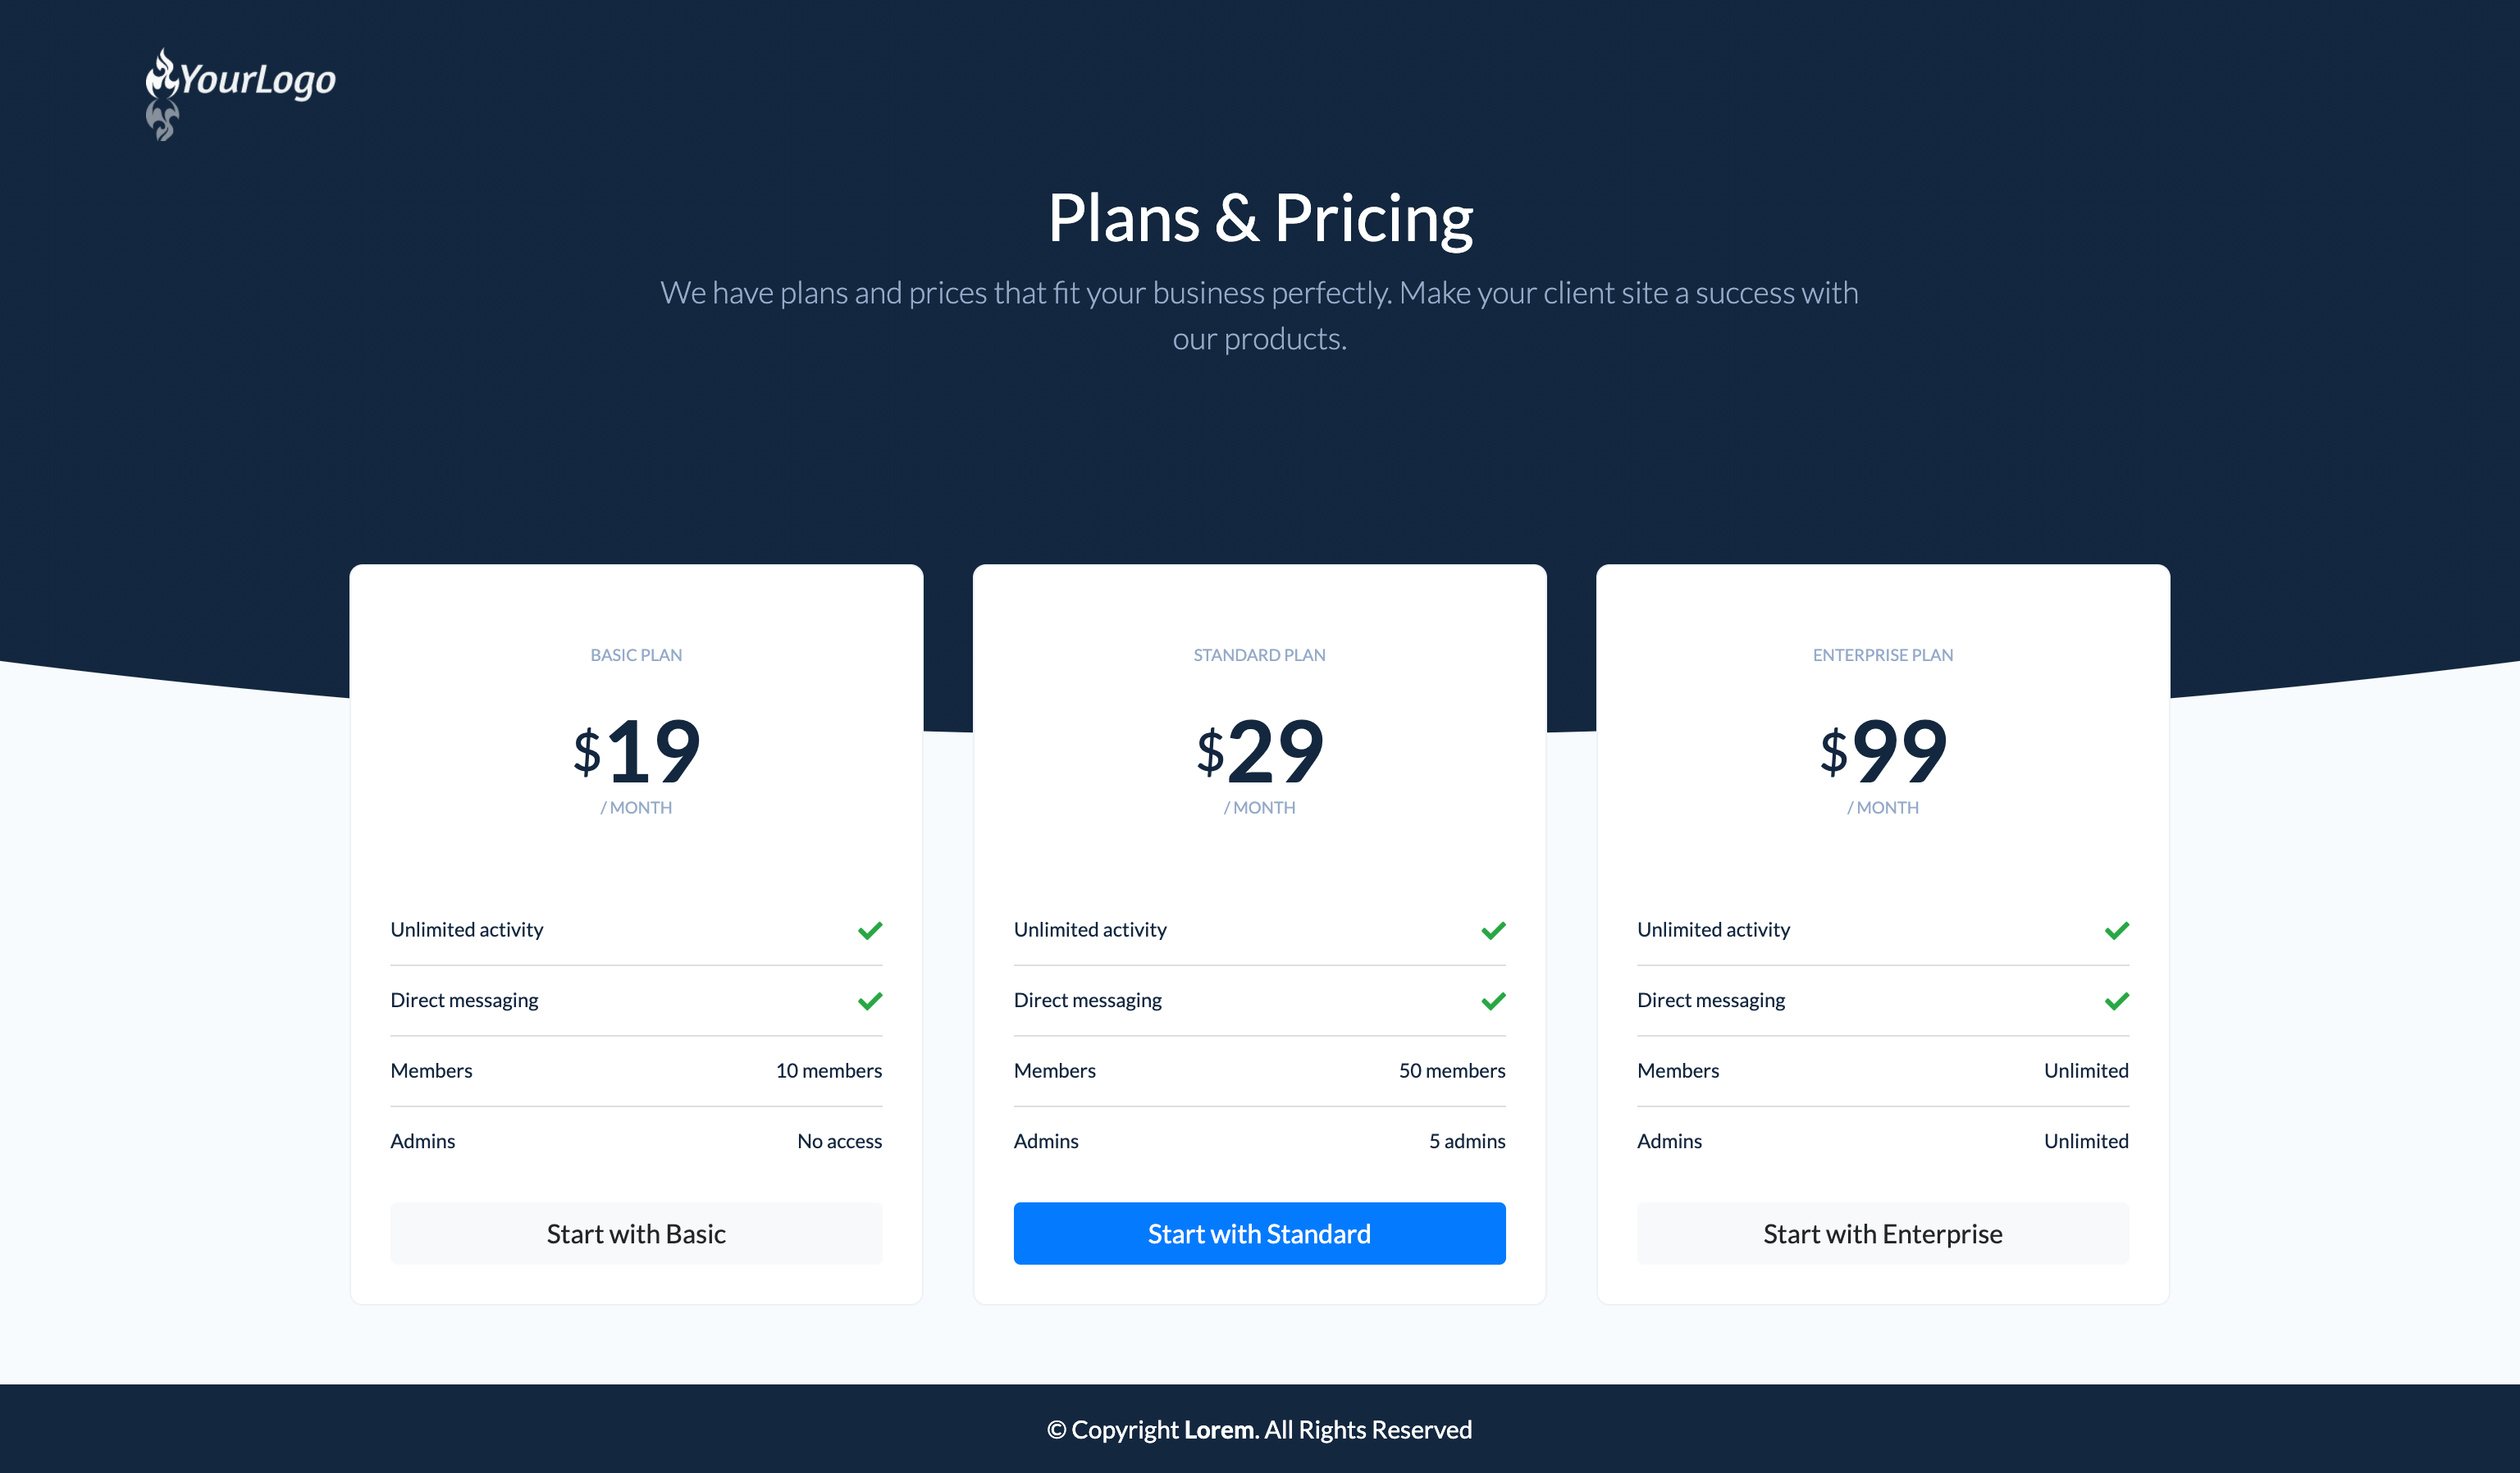 YourLogo
Plans & Pricing
We have plans and prices that fit your business perfectly. Make your client site a success with
our products.
BASIC PLAN
$19
/ MONTH
Unlimited activity
Direct messaging
Members 10 members
Admins No access
Start with Basic
STANDARD PLAN
$29
/ MONTH
Unlimited activity
Direct messaging
Members 50 members
Admins 5 admins
Start with Standard
ENTERPRISE PLAN
$99
/ MONTH
Unlimited activity
Direct messaging
Members Unlimited
Admins Unlimited
Start with Enterprise
© Copyright Lorem. All Rights Reserved